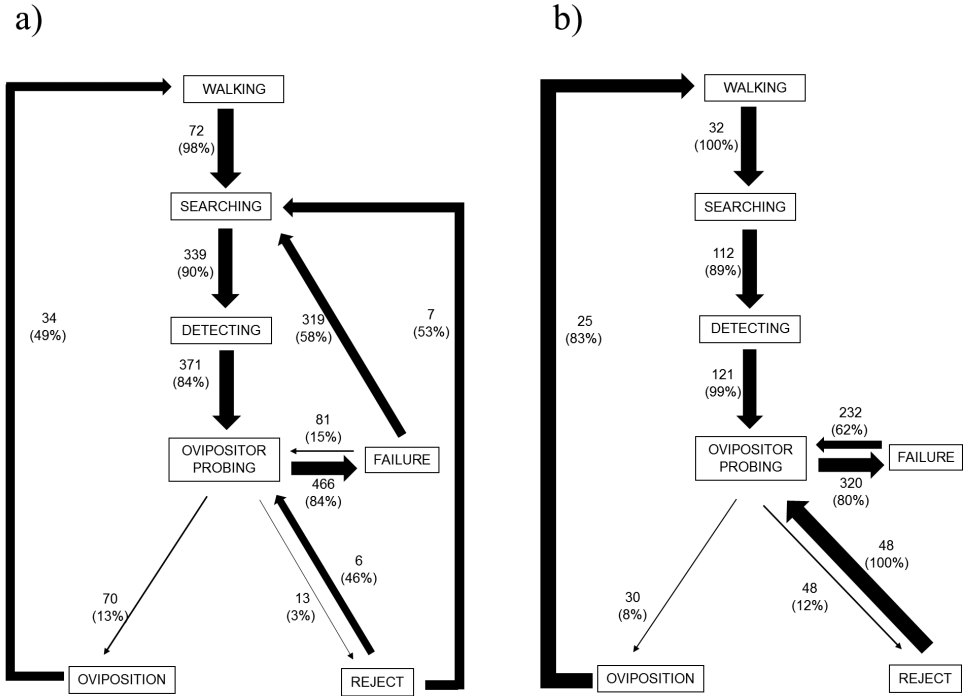 a)
WALKING
72
(98%)
SEARCHING
339
(90%)
34
(49%)
319
(58%)
7
(53%)
DETECTING
371
(84%)
81
(15%)
OVIPOSITOR
PROBING
FAILURE
466
(84%)
6
(46%)
70
(13%)
13
(3%)
OVIPOSITION
REJECT
b)
WALKING
32
(100%)
SEARCHING
112
(89%)
25
(83%)
DETECTING
121
(99%)
232
(62%)
OVIPOSITOR
PROBING
FAILURE
320
(80%)
48
(100%)
30
(8%)
48
(12%)
OVIPOSITION
REJECT